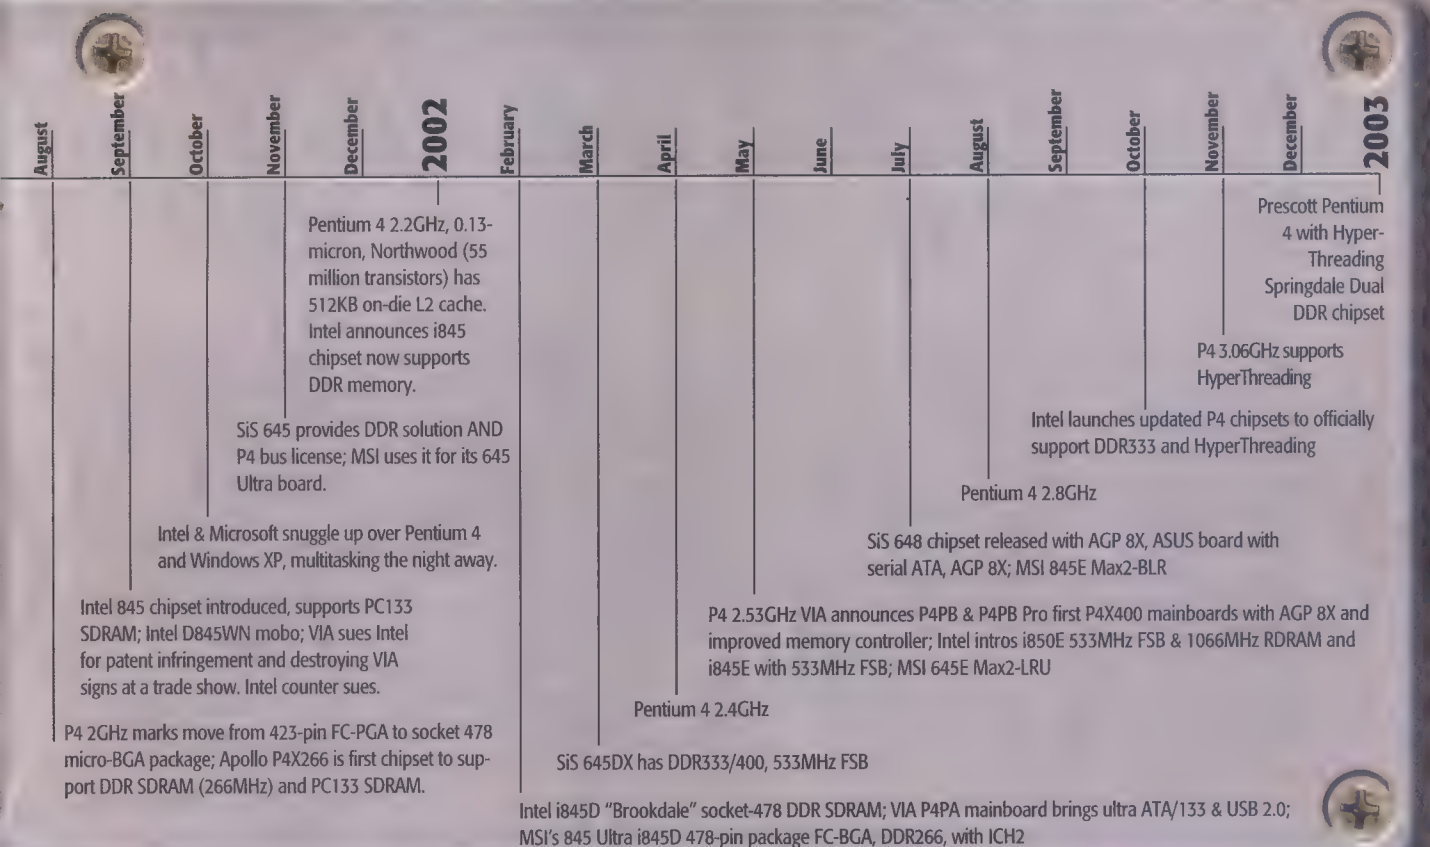 August
September
October
November
December
2002
February
March
April
May
June
July
August
September
October
November
December
2003
Pentium 4 2.2GHz, 0.13-
micron, Northwood (55
million transistors) has
512KB on-die L2 cache.
Intel announces i845
chipset now supports
DDR memory.
Prescott Pentium
4 with Hyper-
Threading
Springdale Dual
DDR chipset
P4 3.06GHz supports
HyperThreading
SiS 645 provides DDR solution AND
P4 bus license; MSI uses it for its 645
Ultra board.
Intel launches updated P4 chipsets to officially
support DDR333 and HyperThreading
Pentium 4 2.8GHz
Intel & Microsoft snuggle up over Pentium 4
and Windows XP, multitasking the night away.
SiS 648 chipset released with AGP 8X, ASUS board with
serial ATA, AGP 8X; MSI 845E Max2-BLR
Intel 845 chipset introduced, supports PC133
SDRAM; Intel D845WN mobo; VIA sues Intel
for patent infringement and destroying VIA
signs at a trade show. Intel counter sues.
P4 2.53GHz VIA announces P4PB & P4PB Pro first P4X400 mainboards with AGP 8X and
improved memory controller; Intel intros i850E 533MHz FSB & 1066MHz RDRAM and
i845E with 533MHz FSB; MSI 645E Max2-LRU
Pentium 4 2.4GHz
P4 2GHz marks move from 423-pin FC-PGA to socket 478
micro-BGA package; Apollo P4X266 is first chipset to sup-
port DDR SDRAM (266MHz) and PC133 SDRAM.
SiS 645DX has DDR333/400, 533MHz FSB
Intel i845D "Brookdale" socket-478 DDR SDRAM; VIA P4PA mainboard brings ultra ATA/133 & USB 2.0;
MSI's 845 Ultra i845D 478-pin package FC-BGA, DDR266, with ICH2